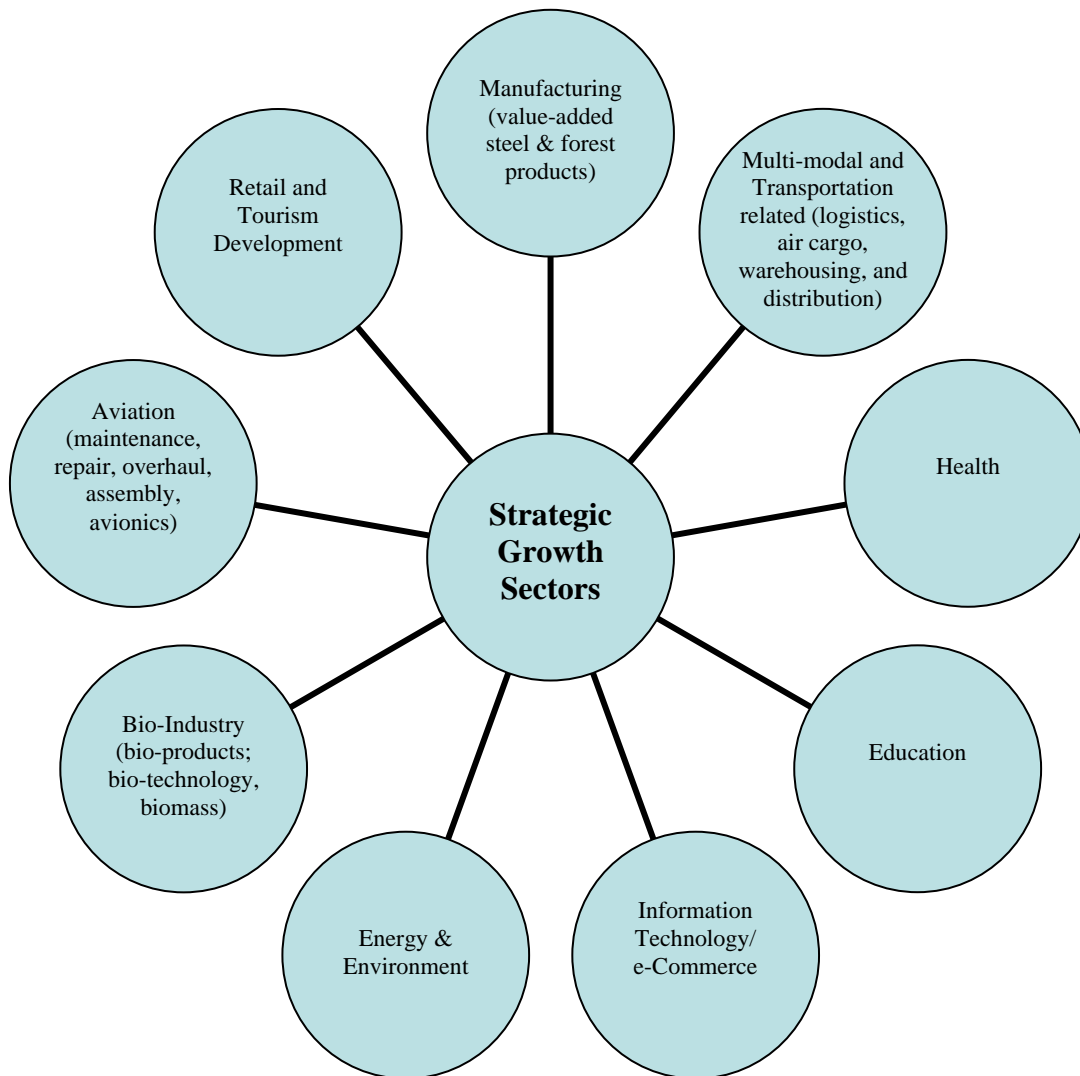 Manufacturing
(value-added
steel & forest
products)
Multi-modal and
Transportation
related (logistics,
air cargo,
warehousing, and
distribution)
Health
Education
Information
Technology/
e-Commerce
Energy &
Environment
Bio-Industry
(bio-products;
bio-technology,
biomass)
Aviation
(maintenance,
repair, overhaul,
assembly,
avionics)
Retail and
Tourism
Development
Strategic
Growth
Sectors